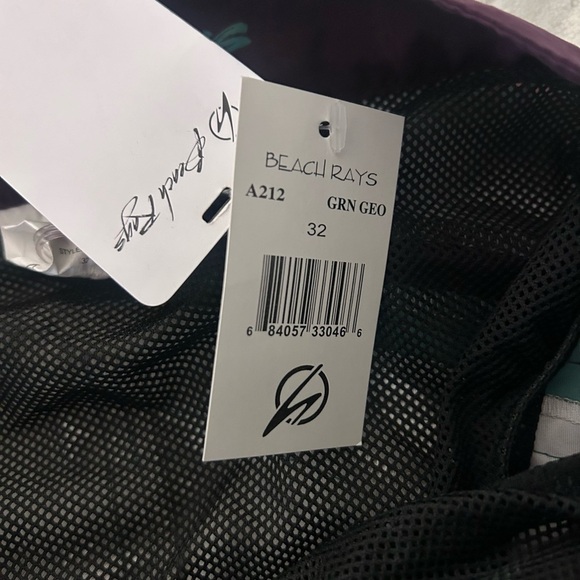 Beach Rays
BEACH RAYS
A212 GRN GEO
32
6 84057 33046 6